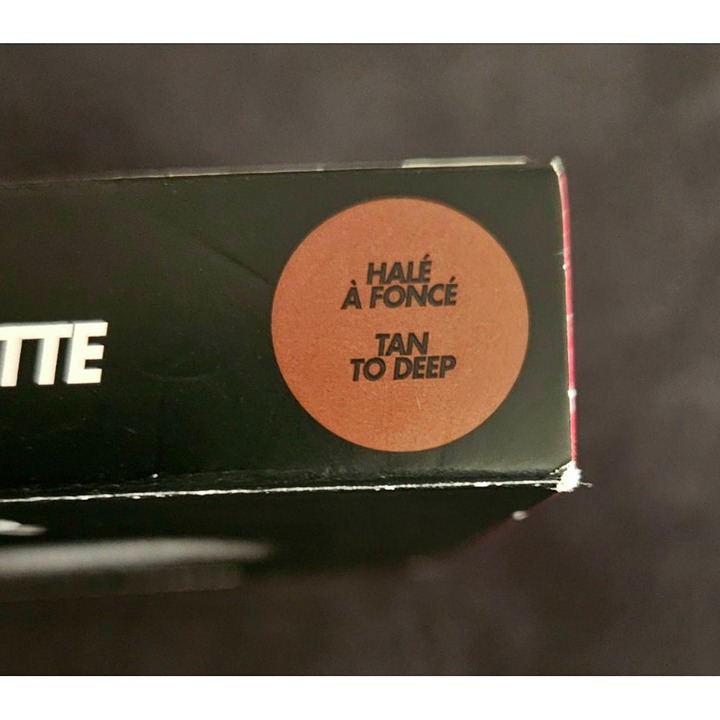 HALÉ
À FONCÉ
TTE
TAN
TO DEEP